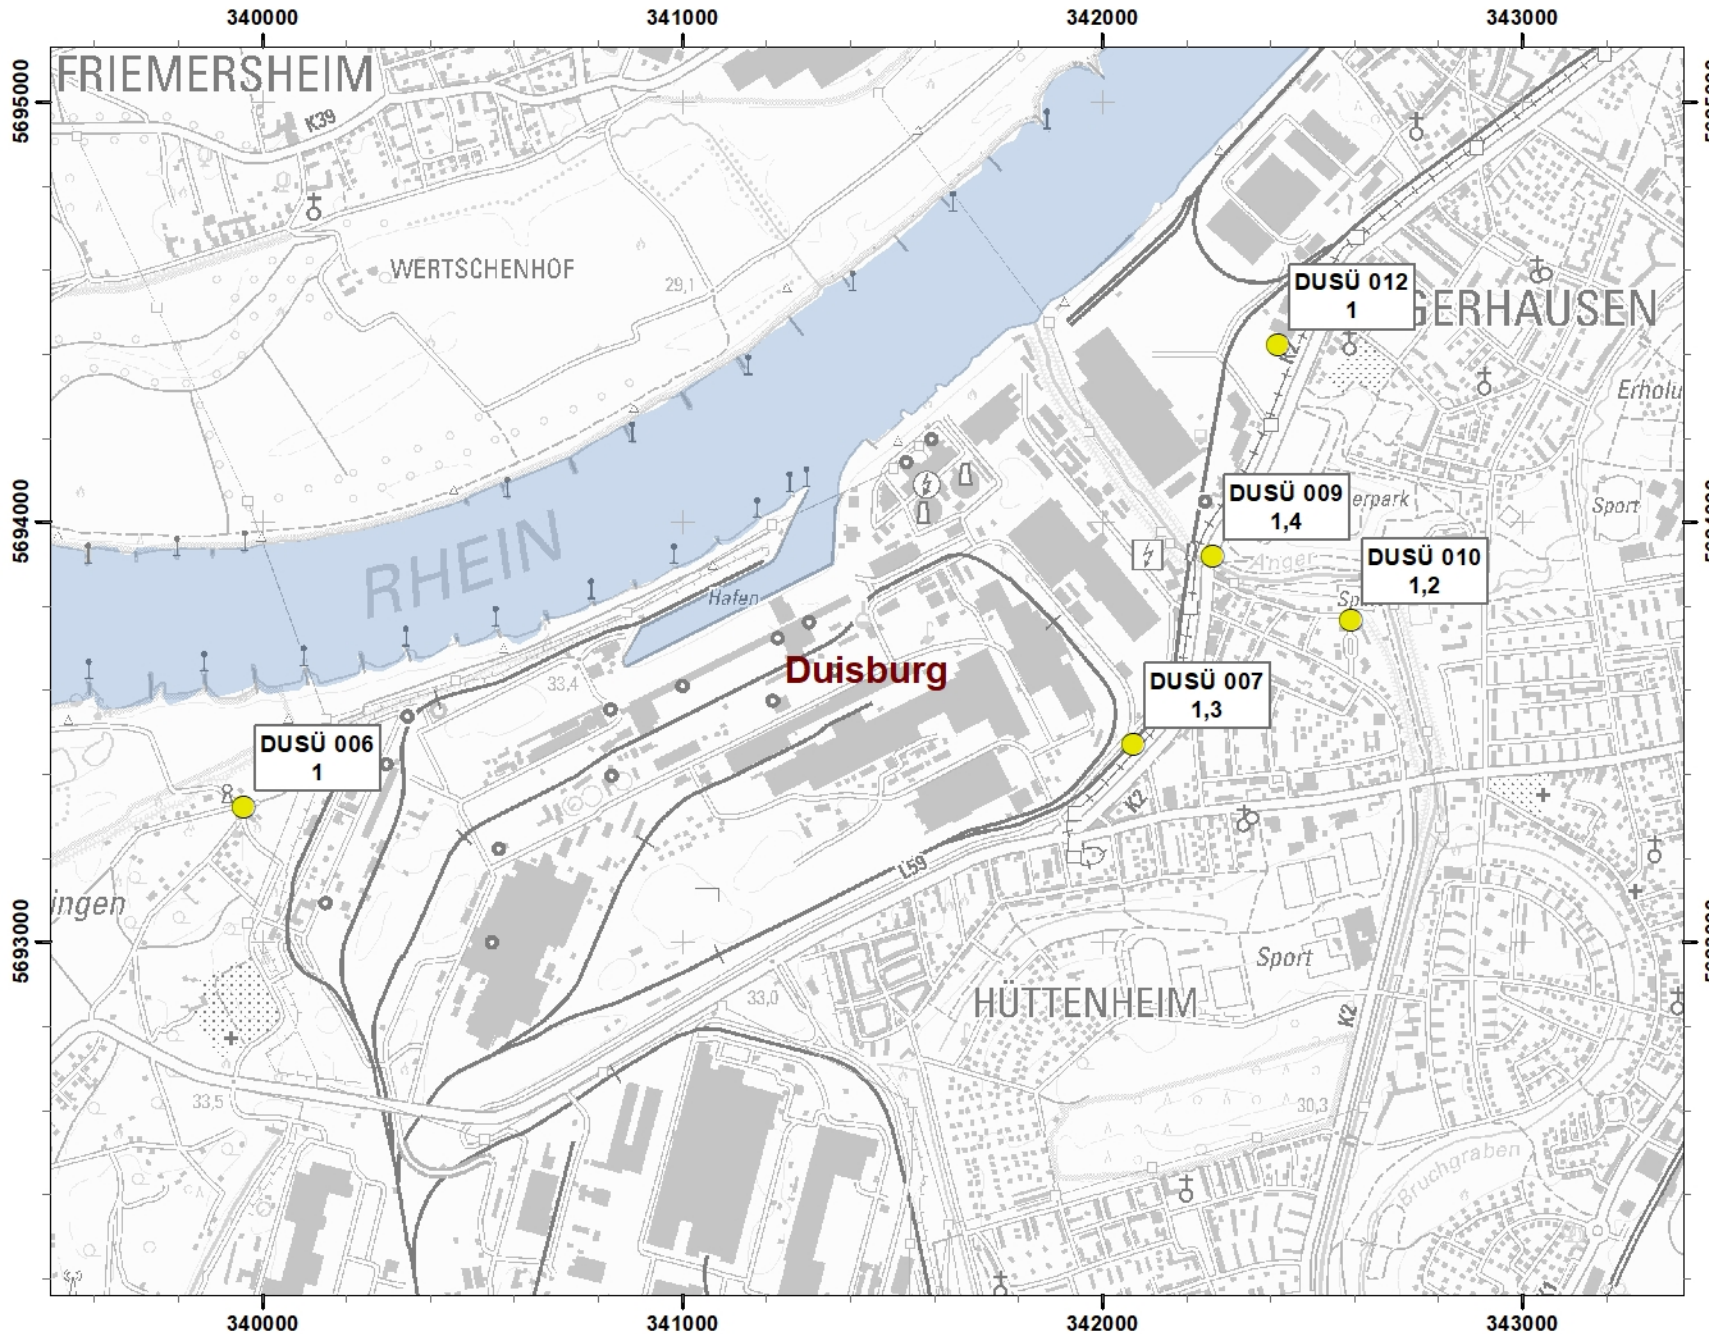 340000
341000
342000
343000
FRIEMERSHEIM
5695000
K39
WERTSCHENHOF
29,1
DUSÜ 012
1
GERHAUSEN
K2
Erholu
DUSÜ 009
1,4
erpark
Sport
5694000
RHEIN
Anger
DUSÜ 010
1,2
Hafen
Duisburg
33,4
DUSÜ 007
1,3
DUSÜ 006
1
K2
L59
ingen
5693000
Sport
33,0
HÜTTENHEIM
K2
33,5
30,3
Bruchgraben
340000
341000
342000
343000